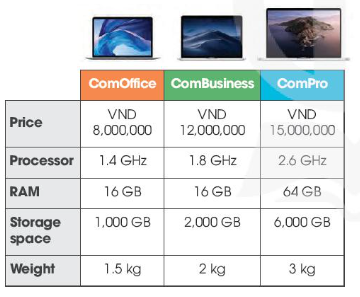 ComOffice ComBusiness ComPro
Price VND VND VND
8,000,000 12,000,000 15,000,000
Processor 1.4 GHz 1.8 GHz 2.6 GHz
RAM 16 GB 16 GB 64 GB
Storage 1,000 GB 2,000 GB 6,000 GB
space
Weight 1.5 kg 2 kg 3 kg